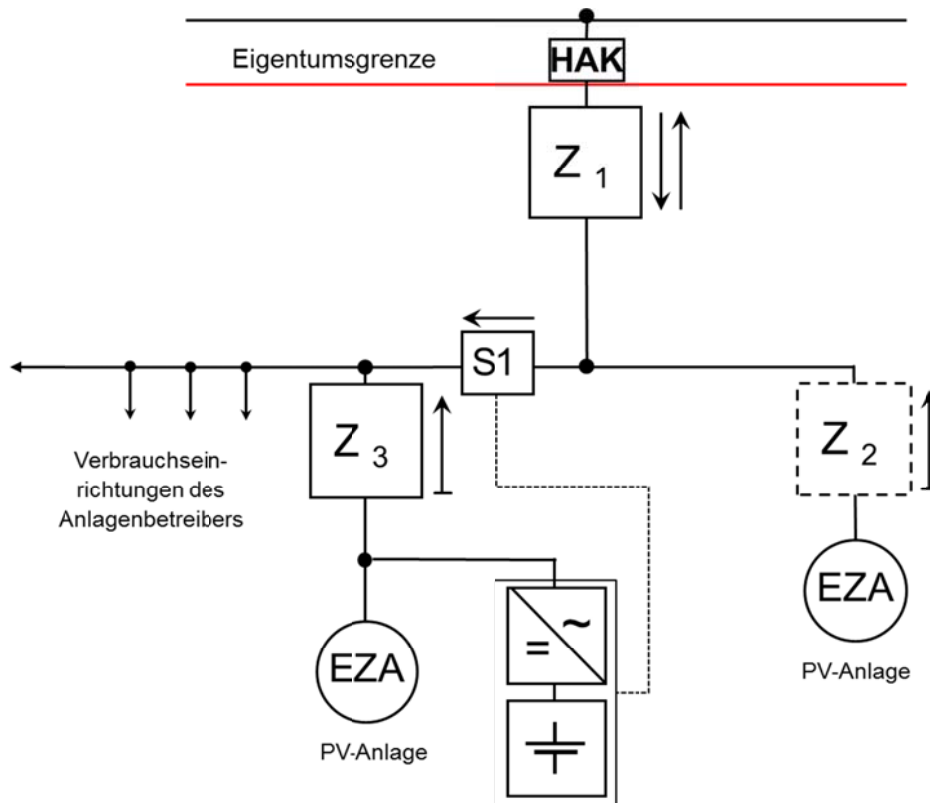 Eigentumsgrenze
HAK
Z 1
S1
Z 3
Z 2
Verbrauchsein-
richtungen des
Anlagenbetreibers
EZA
PV-Anlage
EZA
PV-Anlage